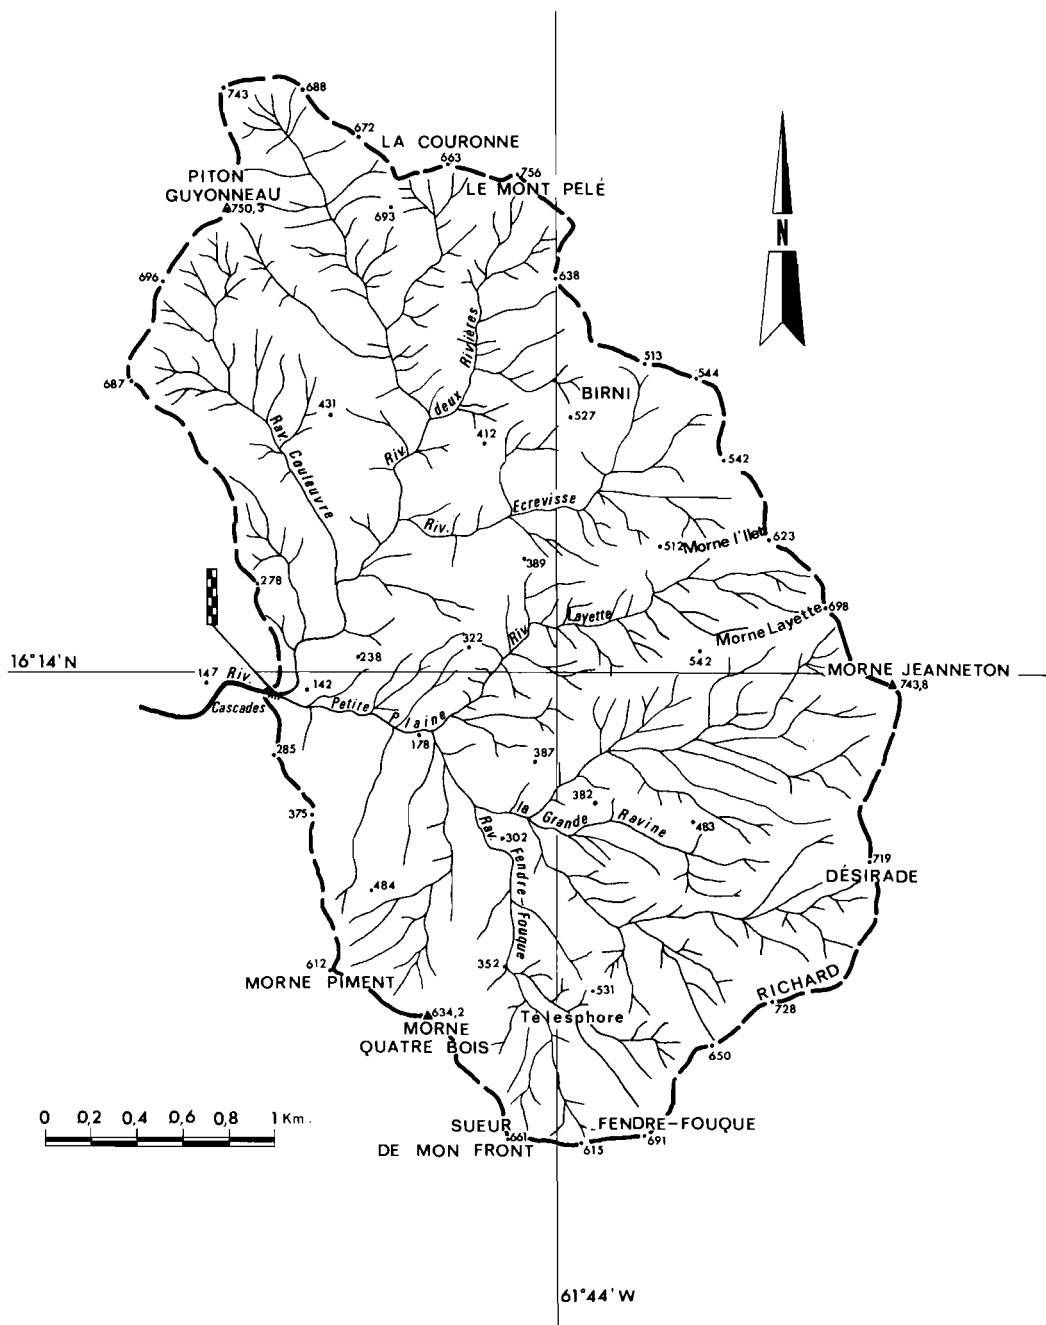 743
688
672
LA COURONNE
663
PITON
GUYONNEAU
756
LE MONT PELÉ
750,3
693
696
638
Rivières
513
687
544
BIRNI
deux
431
527
Rav. Couleuvre
412
Riv.
542
Ecrevisse
Riv.
512
Morne l'Ilet
623
389
278
Layette
698
Riv.
Morne Layette
322
238
542
16°14' N
147
Riv.
MORNE JEANNETON
142
743,8
Cascades
Petite
Plaine
178
285
387
382
la
375
Grande
Ravine
483
Rav. Fendre-Fouque
302
719
DÉSIRADE
484
352
612
MORNE PIMENT
531
RICHARD
728
634,2
Télesphore
MORNE
QUATRE BOIS
650
0 0,2 0,4 0,6 0,8 1 Km.
SUEUR
FENDRE-FOUQUE
661
691
DE MON FRONT
615
N
61°44' W